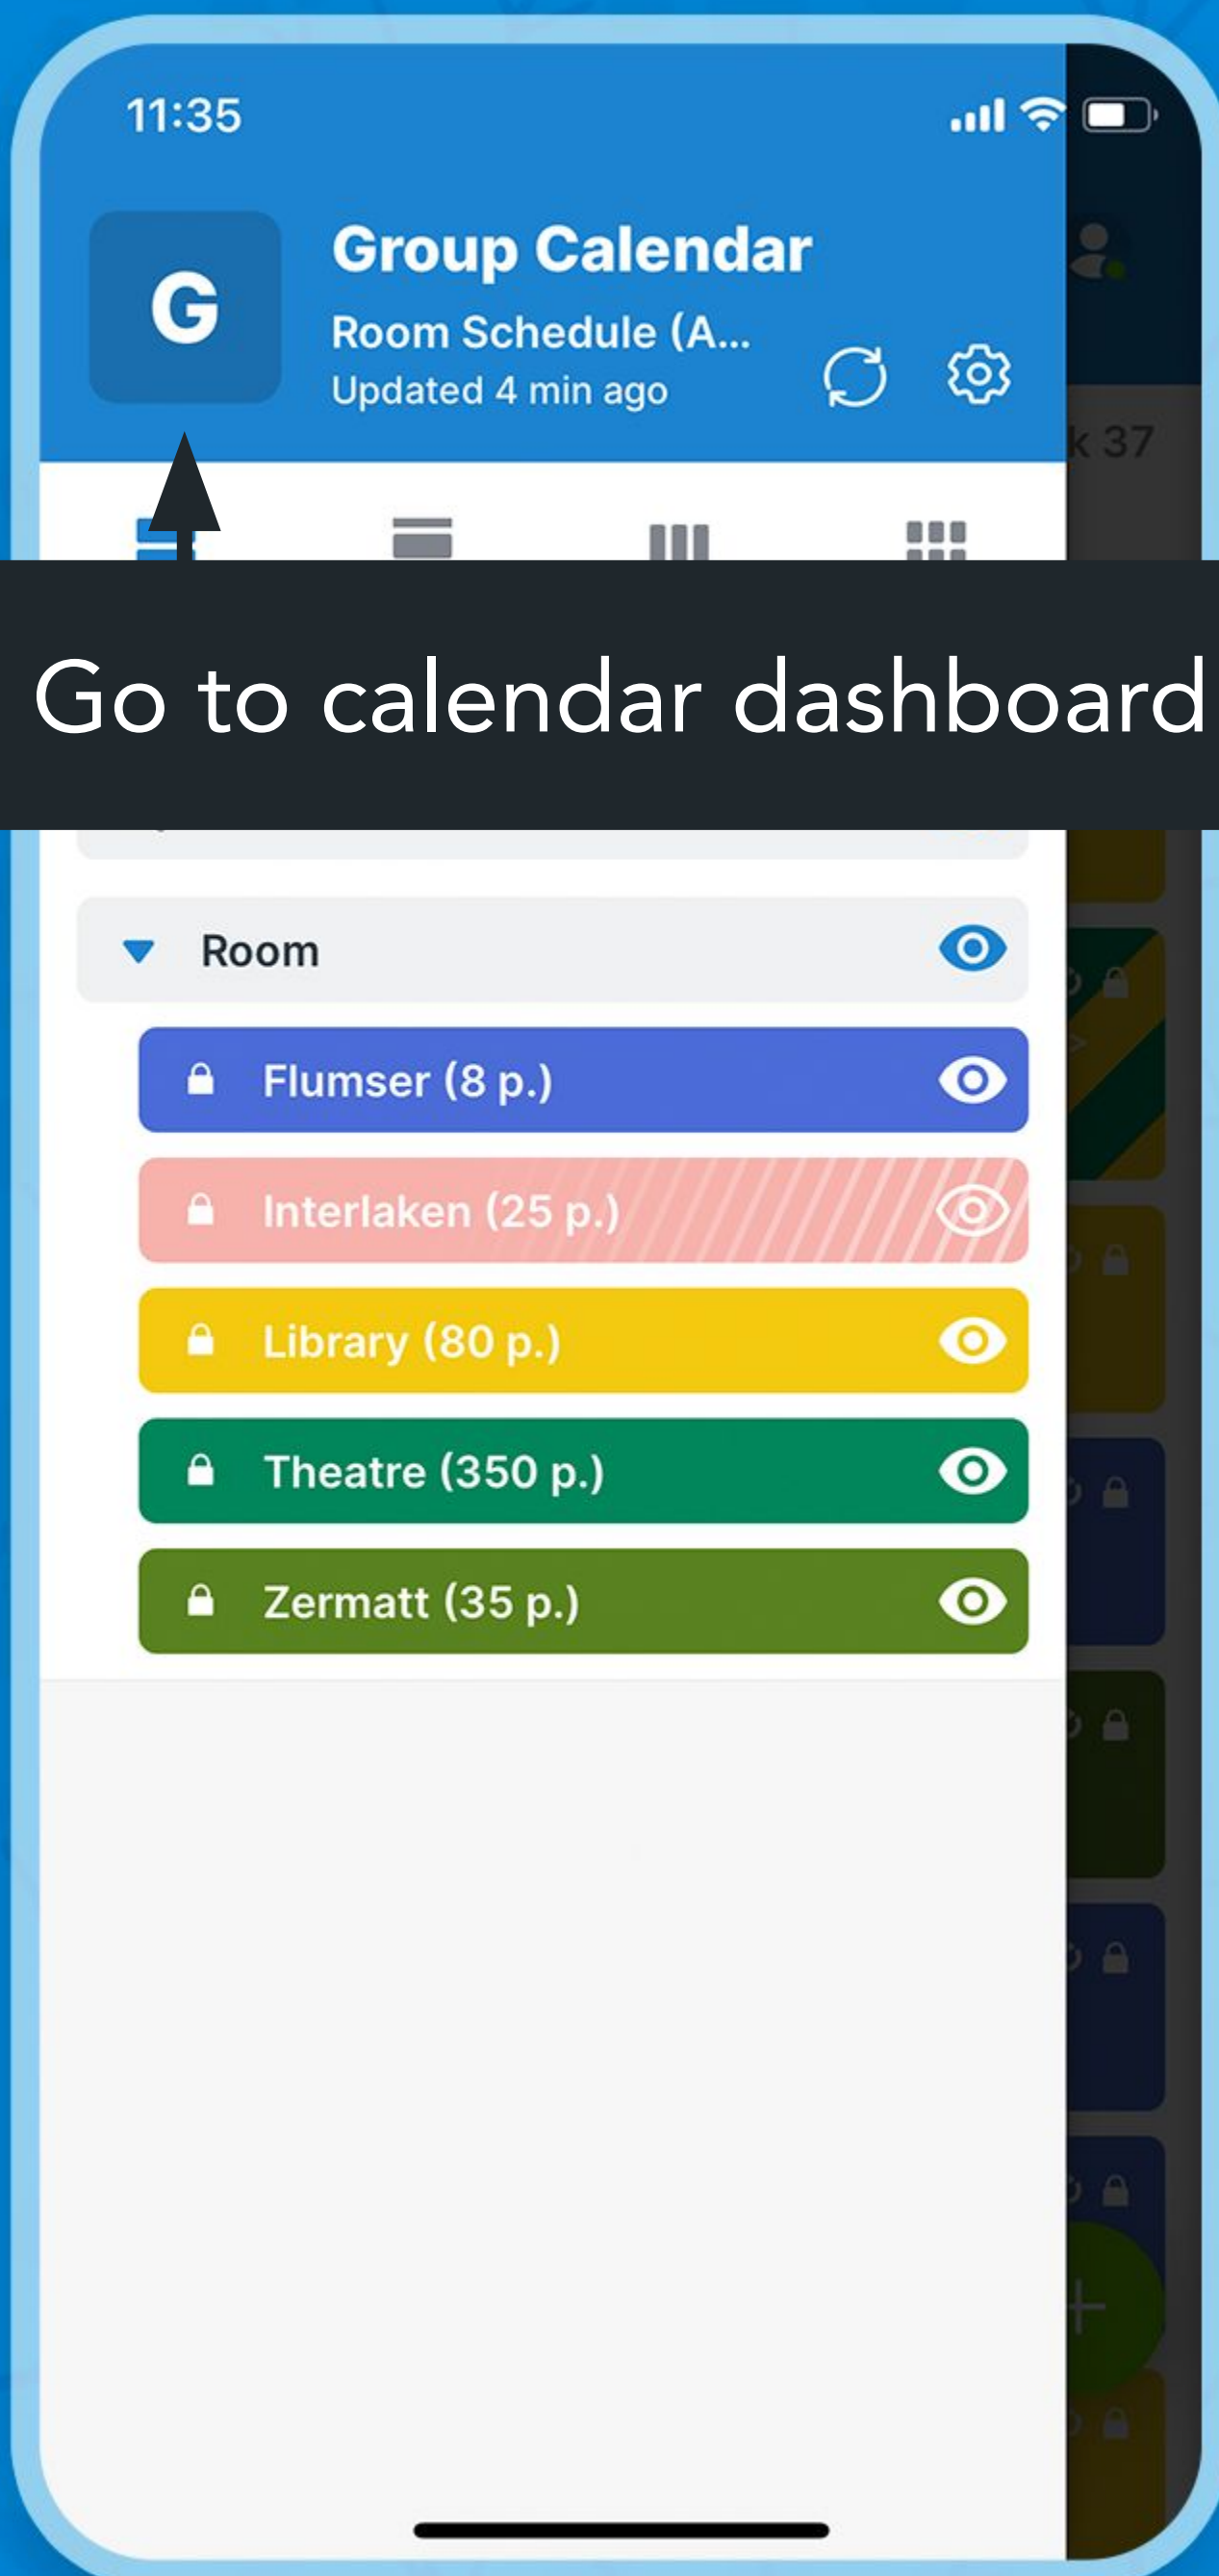 11:35
G
Group Calendar
Room Schedule (A...
Updated 4 min ago
k 37
Go to calendar dashboard
Room
Flumser (8 p.)
Interlaken (25 p.)
Library (80 p.)
Theatre (350 p.)
Zermatt (35 p.)